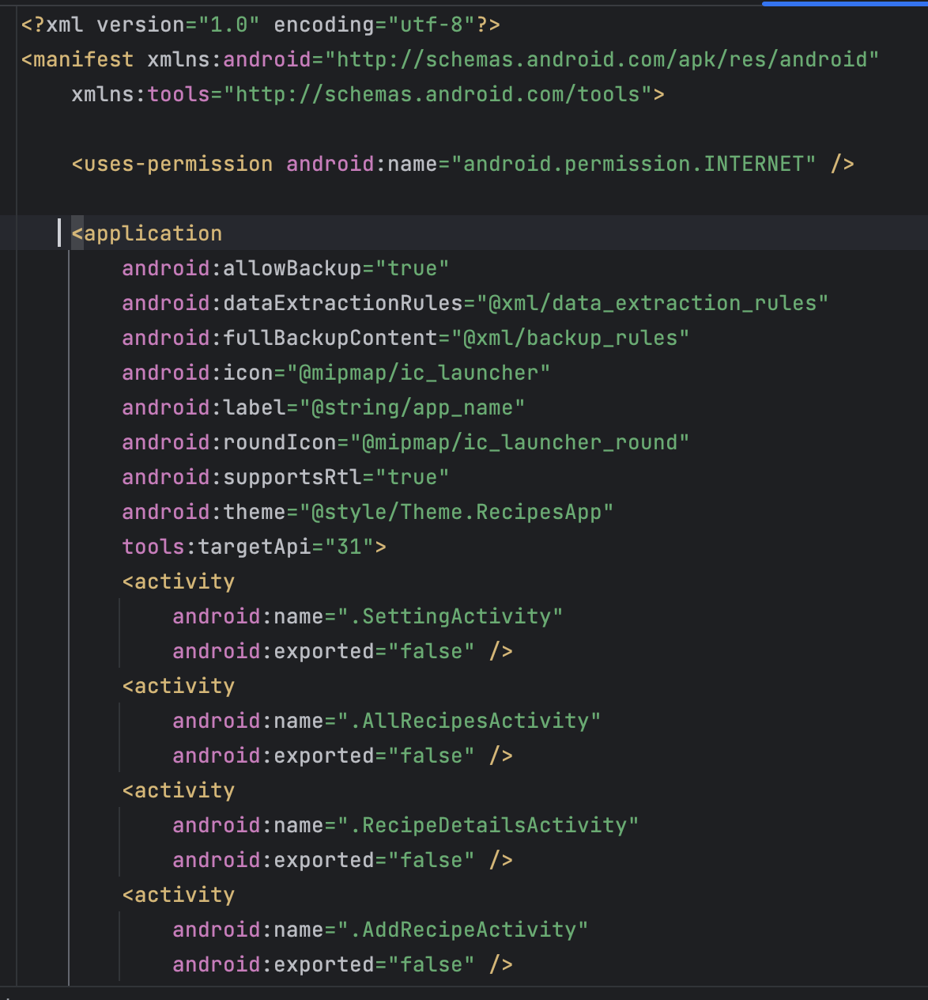 <?xml version="1.0" encoding="utf-8"?>
<manifest xmlns:android="http://schemas.android.com/apk/res/android"
    xmlns:tools="http://schemas.android.com/tools">

    <uses-permission android:name="android.permission.INTERNET" />

    <application
        android:allowBackup="true"
        android:dataExtractionRules="@xml/data_extraction_rules"
        android:fullBackupContent="@xml/backup_rules"
        android:icon="@mipmap/ic_launcher"
        android:label="@string/app_name"
        android:roundIcon="@mipmap/ic_launcher_round"
        android:supportsRtl="true"
        android:theme="@style/Theme.RecipesApp"
        tools:targetApi="31">
        <activity
            android:name=".SettingActivity"
            android:exported="false" />
        <activity
            android:name=".AllRecipesActivity"
            android:exported="false" />
        <activity
            android:name=".RecipeDetailsActivity"
            android:exported="false" />
        <activity
            android:name=".AddRecipeActivity"
            android:exported="false" />